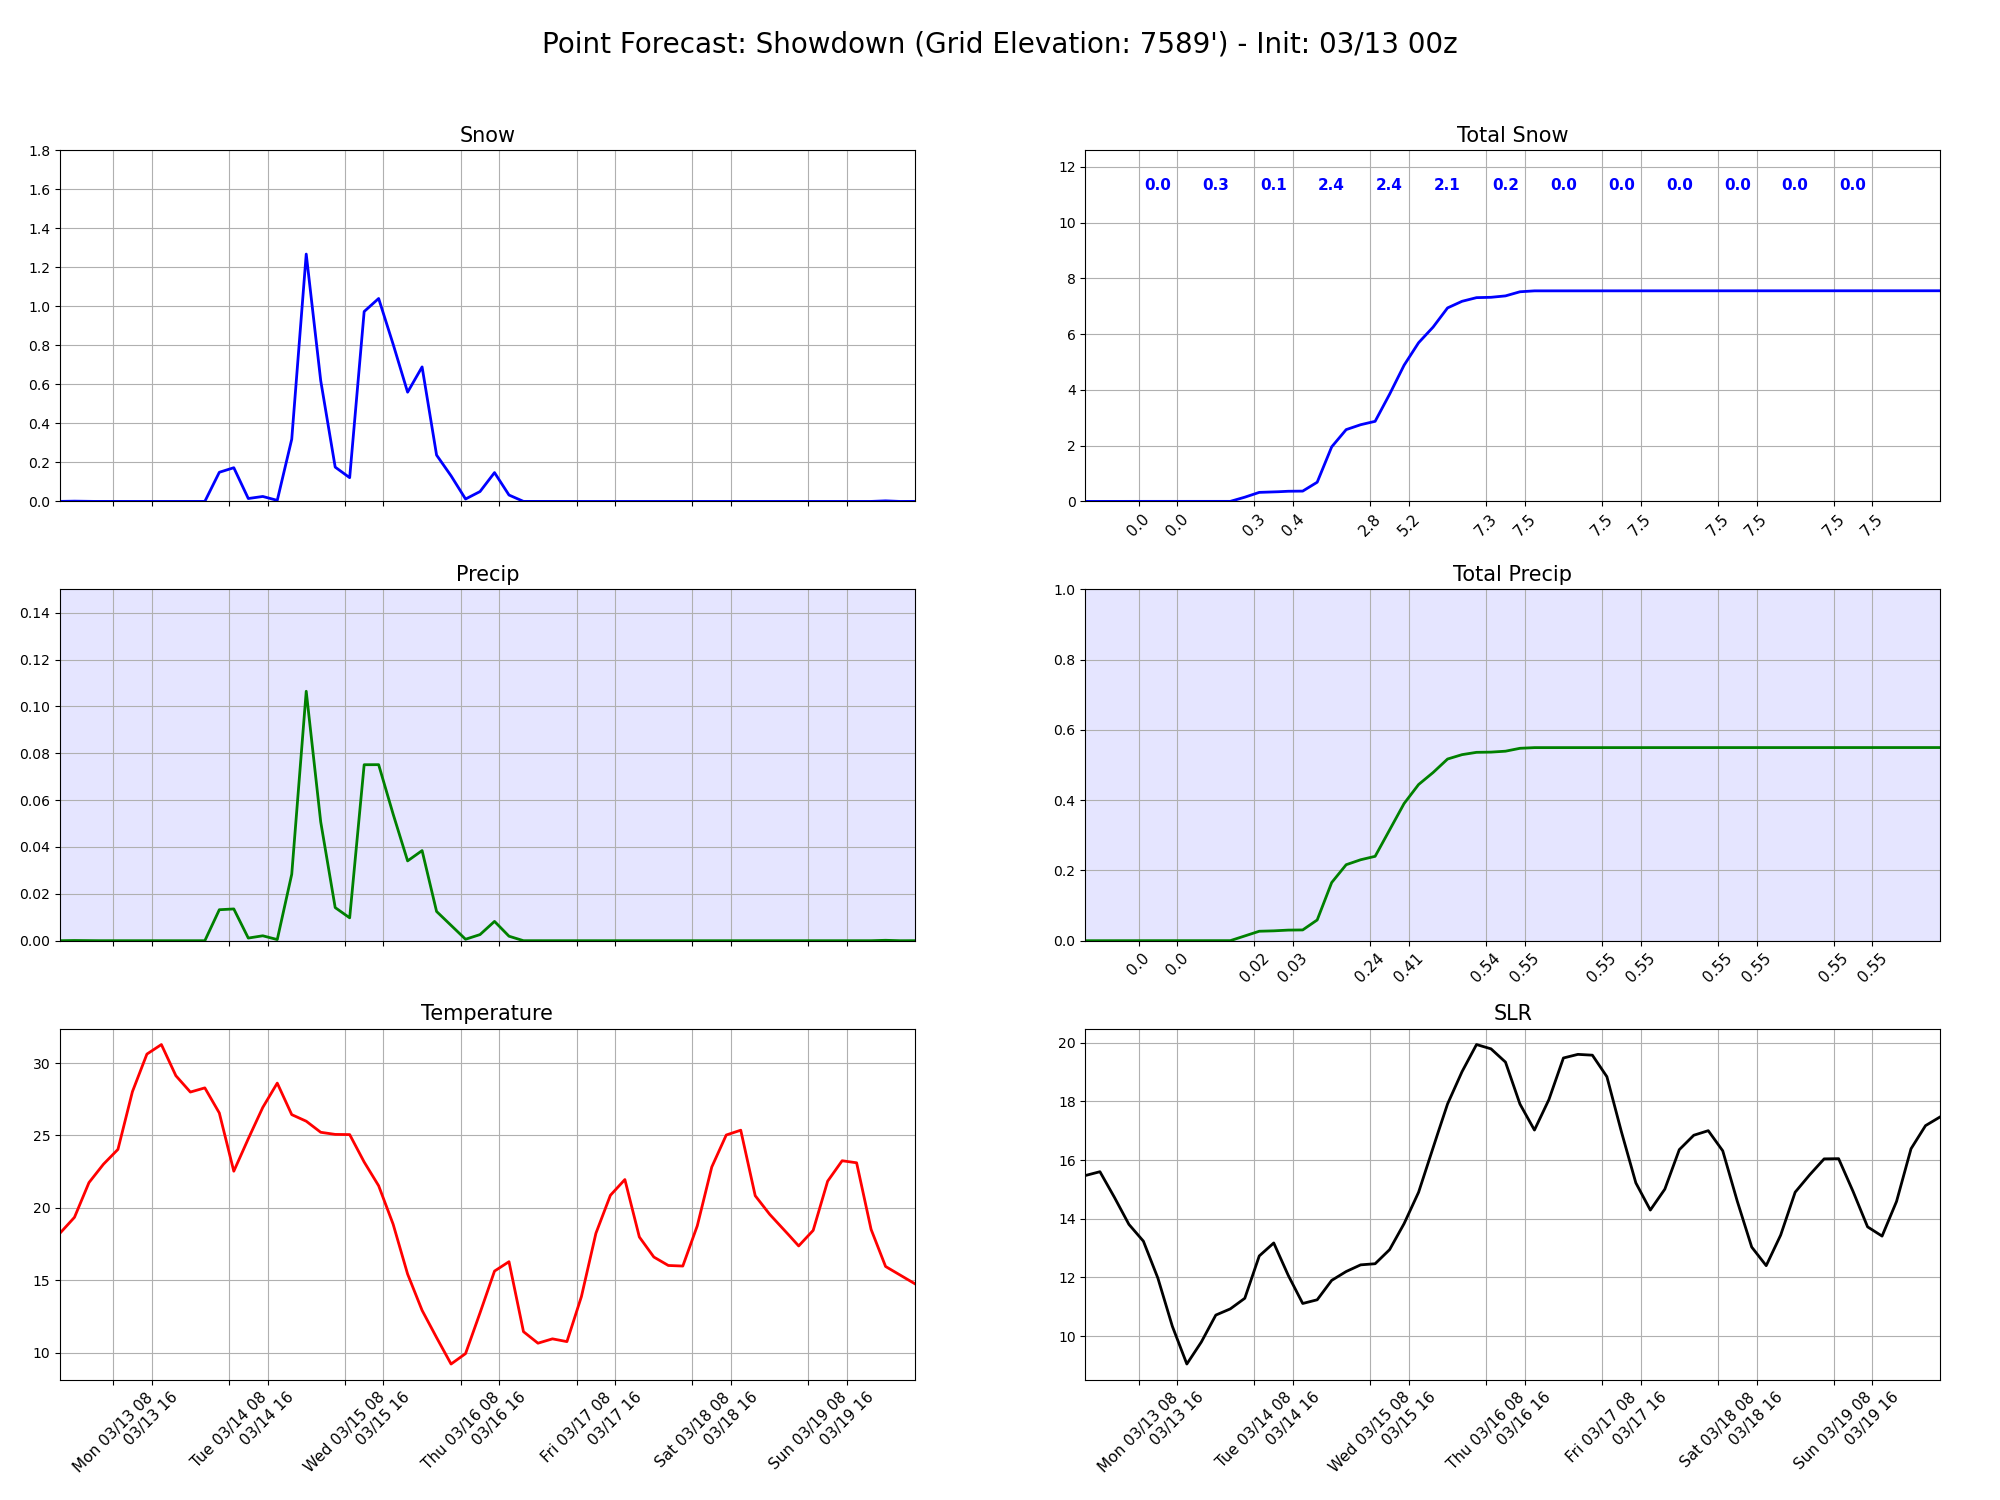 Point Forecast: Showdown (Grid Elevation: 7589') - Init: 03/13 00z
Snow
1.8
1.6
1.4
1.2
1.0
0.8
0.6
0.4
0.2
0.0
Total Snow
12
10
8
6
4
2
0
0.0 0.3 0.1 2.4 2.4 2.1 0.2 0.0 0.0 0.0 0.0 0.0 0.0
0.0 0.0 0.3 0.4 2.8 5.2 7.3 7.5 7.5 7.5 7.5 7.5 7.5 7.5
Precip
0.14
0.12
0.10
0.08
0.06
0.04
0.02
0.00
Total Precip
1.0
0.8
0.6
0.4
0.2
0.0
0.0 0.0 0.02 0.03 0.24 0.41 0.54 0.55 0.55 0.55 0.55 0.55 0.55 0.55
Temperature
30
25
20
15
10
Mon 03/13 08
03/13 16
Tue 03/14 08
03/14 16
Wed 03/15 08
03/15 16
Thu 03/16 08
03/16 16
Fri 03/17 08
03/17 16
Sat 03/18 08
03/18 16
Sun 03/19 08
03/19 16
SLR
20
18
16
14
12
10
Mon 03/13 08
03/13 16
Tue 03/14 08
03/14 16
Wed 03/15 08
03/15 16
Thu 03/16 08
03/16 16
Fri 03/17 08
03/17 16
Sat 03/18 08
03/18 16
Sun 03/19 08
03/19 16